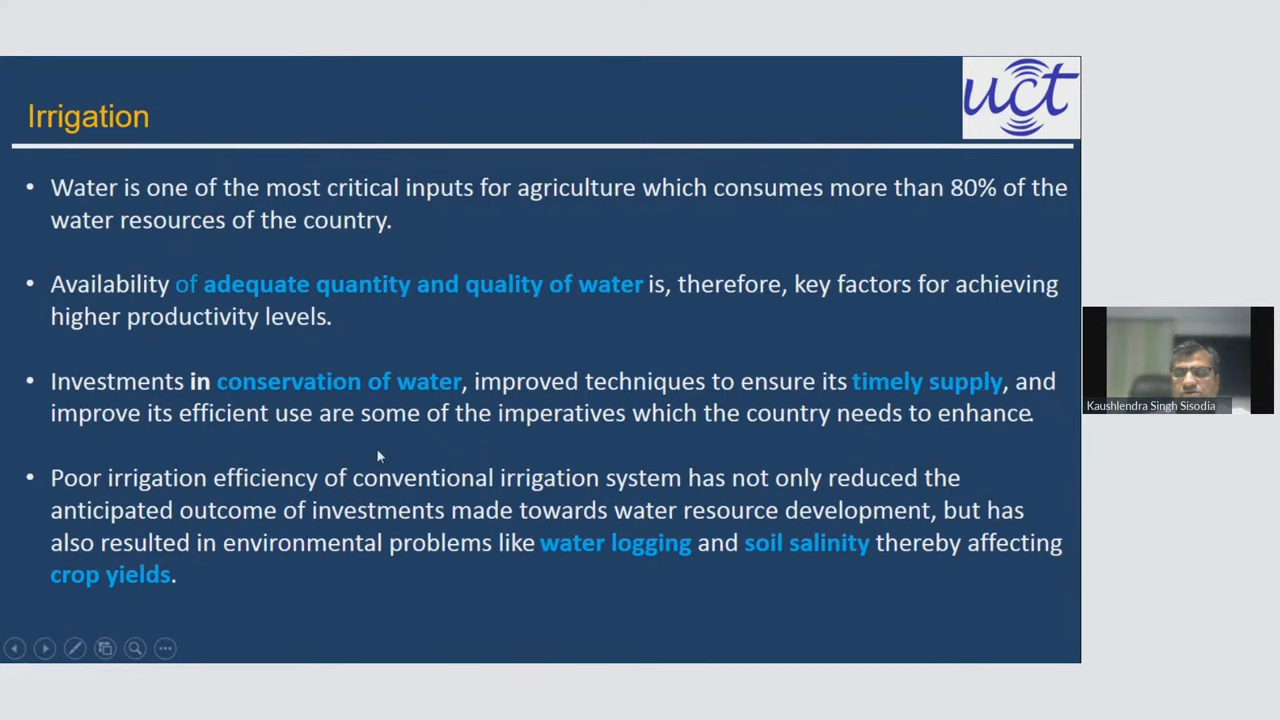 Irrigation
uct
• Water is one of the most critical inputs for agriculture which consumes more than 80% of the
water resources of the country.
• Availability of adequate quantity and quality of water is, therefore, key factors for achieving
higher productivity levels.
• Investments in conservation of water, improved techniques to ensure its timely supply, and
improve its efficient use are some of the imperatives which the country needs to enhance.
• Poor irrigation efficiency of conventional irrigation system has not only reduced the
anticipated outcome of investments made towards water resource development, but has
also resulted in environmental problems like water logging and soil salinity thereby affecting
crop yields.
Kaushlendra Singh Sisodia